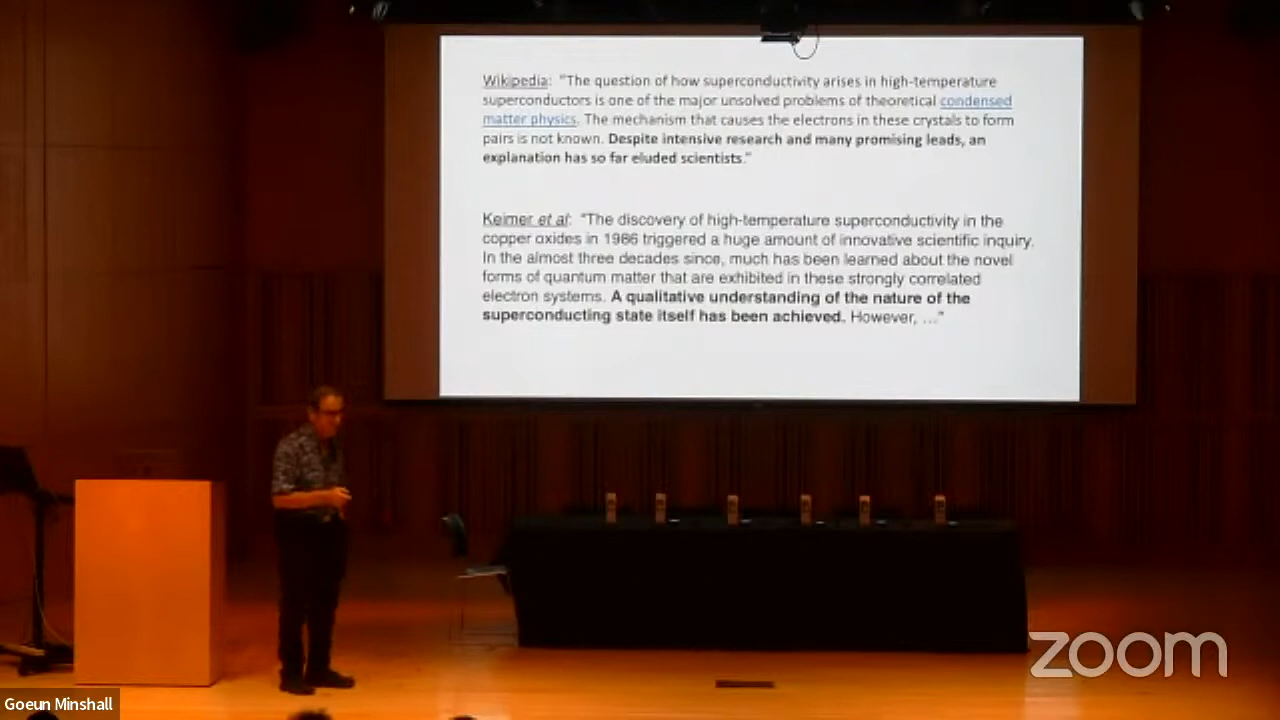 Wikipedia: "The question of how superconductivity arises in high-temperature
superconductors is one of the major unsolved problems of theoretical condensed
matter physics. The mechanism that causes the electrons in these crystals to form
pairs is not known. Despite intensive research and many promising leads, an
explanation has so far eluded scientists."
Keimer et al: "The discovery of high-temperature superconductivity in the
copper oxides in 1986 triggered a huge amount of innovative scientific inquiry.
In the almost three decades since, much has been learned about the novel
forms of quantum matter that are exhibited in these strongly correlated
electron systems. A qualitative understanding of the nature of the
superconducting state itself has been achieved. However, ..."
zoom
Goeun Minshall